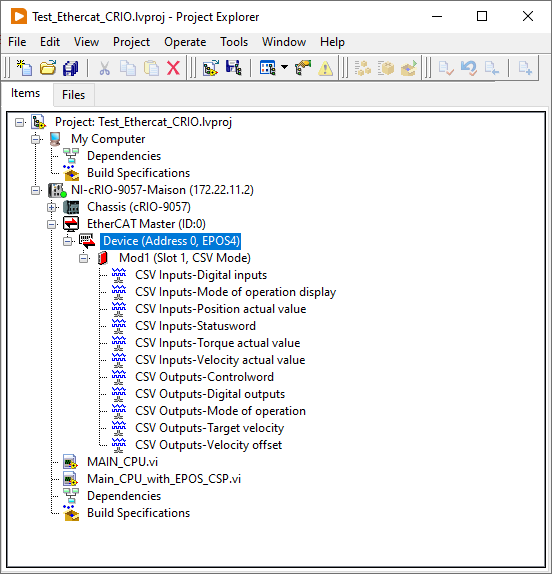 Test_Ethercat_CRIO.lvproj - Project Explorer
File Edit View Project Operate Tools Window Help
Items Files
Project: Test_Ethercat_CRIO.lvproj
My Computer
Dependencies
Build Specifications
NI-cRIO-9057-Maison (172.22.11.2)
Chassis (cRIO-9057)
EtherCAT Master (ID:0)
Device (Address 0, EPOS4)
Mod1 (Slot 1, CSV Mode)
CSV Inputs-Digital inputs
CSV Inputs-Mode of operation display
CSV Inputs-Position actual value
CSV Inputs-Statusword
CSV Inputs-Torque actual value
CSV Inputs-Velocity actual value
CSV Outputs-Controlword
CSV Outputs-Digital outputs
CSV Outputs-Mode of operation
CSV Outputs-Target velocity
CSV Outputs-Velocity offset
MAIN_CPU.vi
Main_CPU_with_EPOS_CSP.vi
Dependencies
Build Specifications